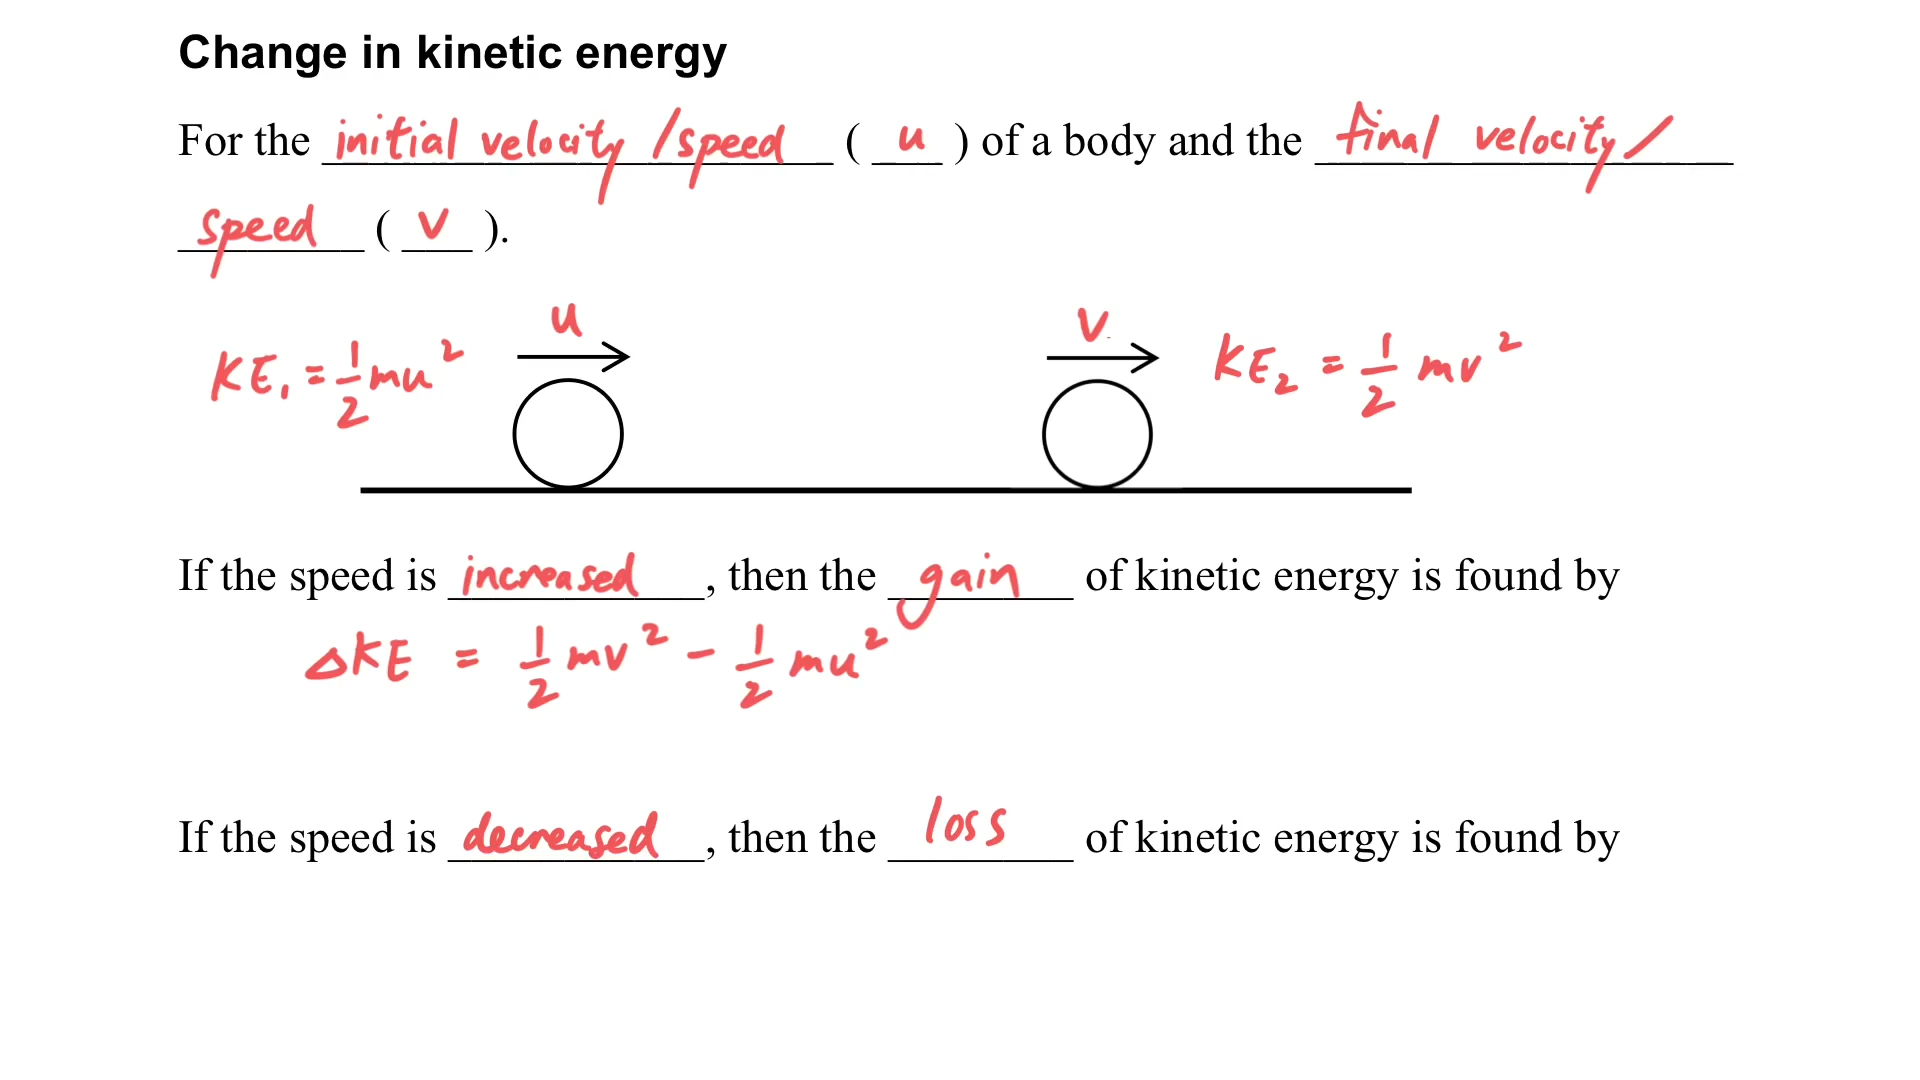 Change in kinetic energy
For the initial velocity/speed ( u ) of a body and the final velocity/
speed ( v ).
u
v
KE₁ = ½mu²
KE₂ = ½mv²
If the speed is increased, then the gain of kinetic energy is found by
ΔKE = ½mv² - ½mu²
If the speed is decreased, then the loss of kinetic energy is found by